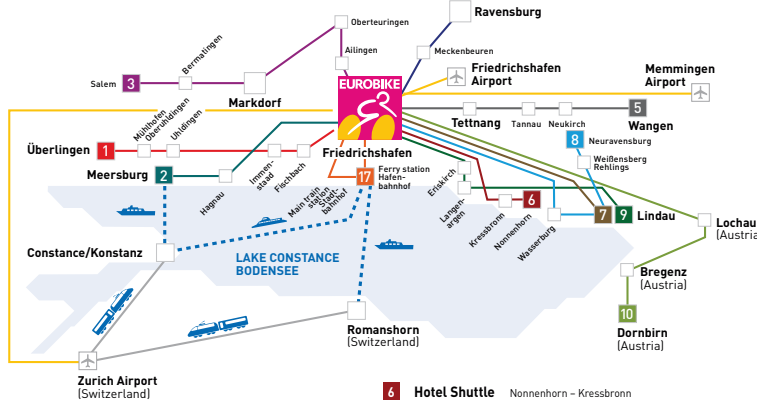 Ravensburg
Oberteuringen
Ailingen
Meckenbeuren
Bermatingen
Salem
3
Markdorf
EUROBIKE
Friedrichshafen
Airport
Memmingen
Airport
Tettnang
Tannau
Neukirch
5
Wangen
8
Neuravensburg
Weißensberg
Rehlings
Mühlhofen
Oberuhldingen
Uhldingen
Überlingen
1
Immen-
staad
Fischbach
Friedrichshafen
17
Ferry station
Hafen-
bahnhof
Main train
station
Stadt-
bahnhof
Meersburg
2
Hagnau
Eriskirch
Langen-
argen
Kressbronn
6
Nonnenhorn
Wasserburg
7
9
Lindau
Lochau
(Austria
Constance/Konstanz
LAKE CONSTANCE
BODENSEE
Bregenz
(Austria)
10
Dornbirn
(Austria)
Romanshorn
(Switzerland)
Zurich Airport
(Switzerland)
6 Hotel Shuttle Nonnenhorn – Kressbronn